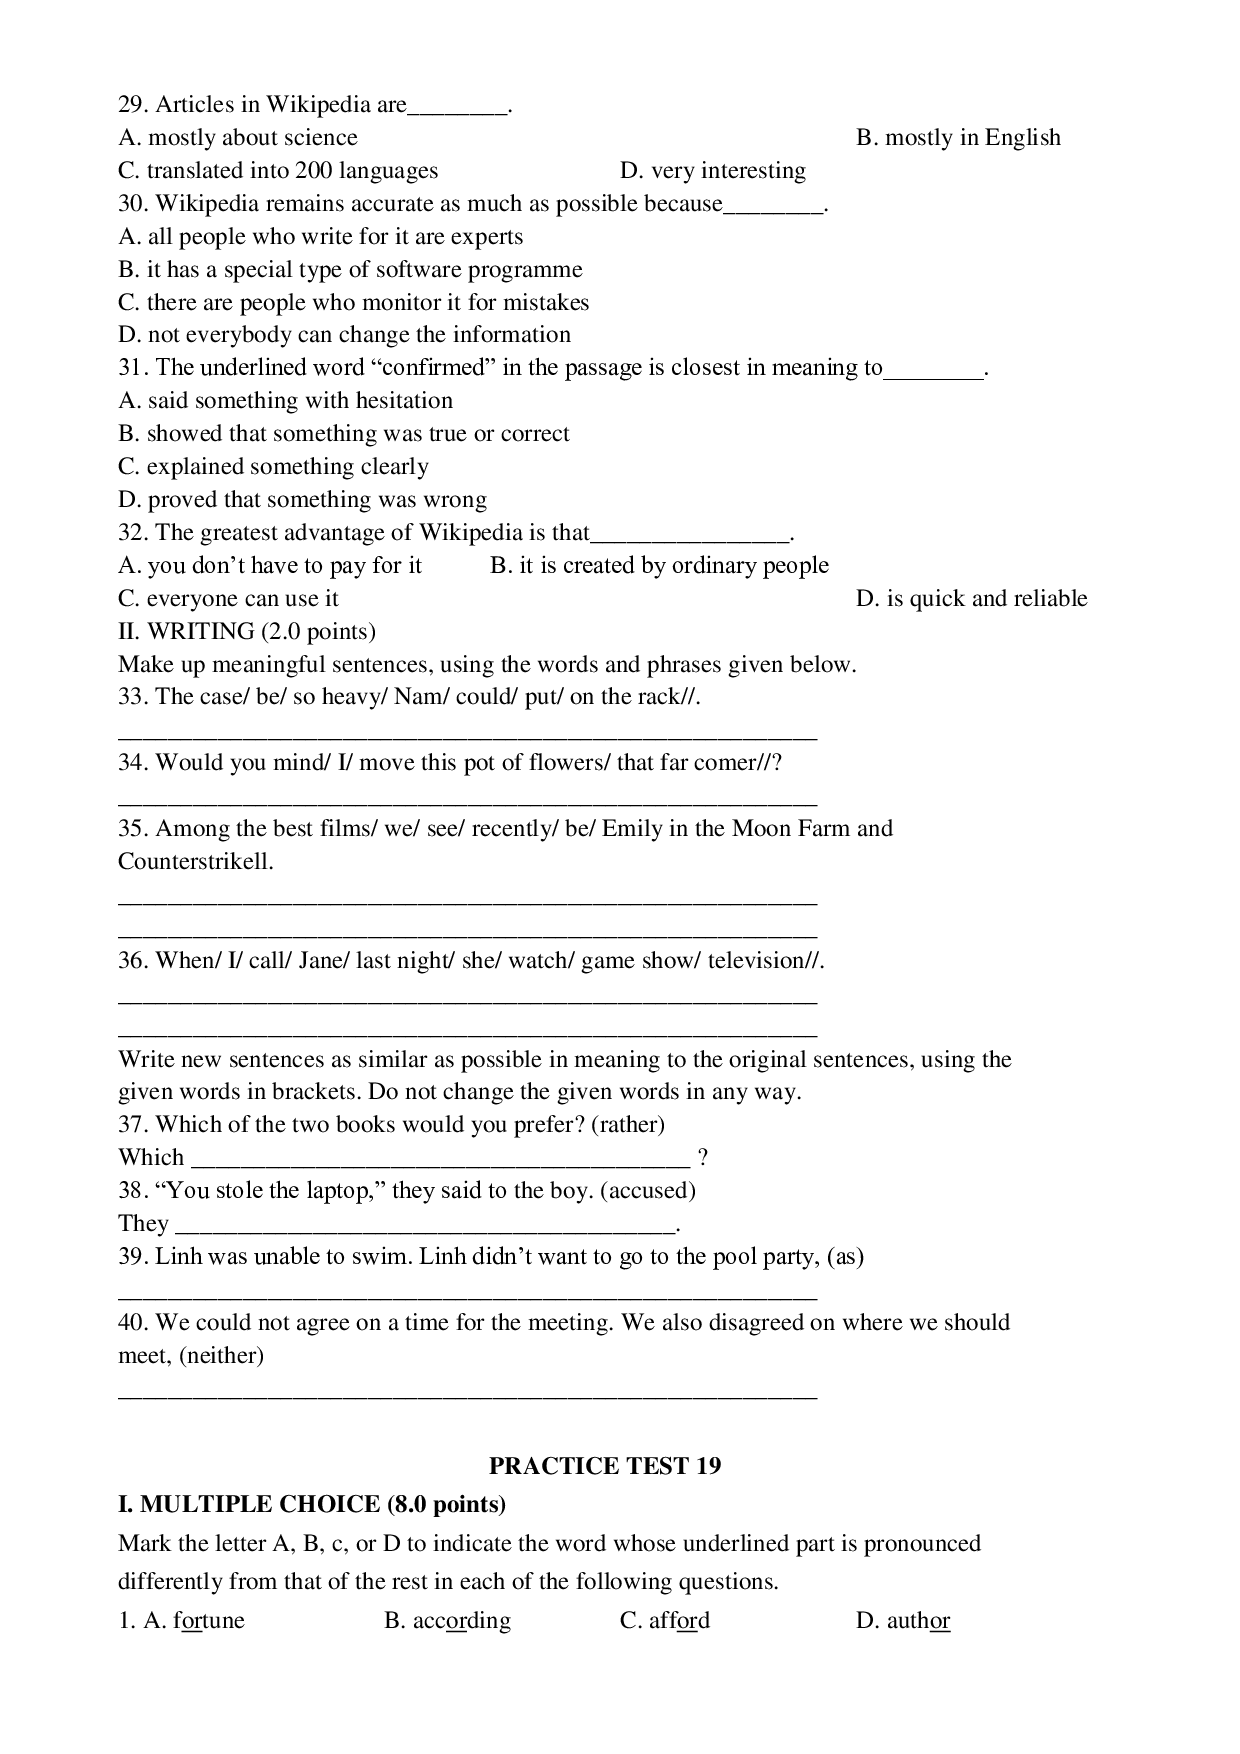 29. Articles in Wikipedia are________.
A. mostly about science B. mostly in English
C. translated into 200 languages D. very interesting
30. Wikipedia remains accurate as much as possible because________.
A. all people who write for it are experts
B. it has a special type of software programme
C. there are people who monitor it for mistakes
D. not everybody can change the information
31. The underlined word “confirmed” in the passage is closest in meaning to________.
A. said something with hesitation
B. showed that something was true or correct
C. explained something clearly
D. proved that something was wrong
32. The greatest advantage of Wikipedia is that________________.
A. you don’t have to pay for it B. it is created by ordinary people
C. everyone can use it D. is quick and reliable
II. WRITING (2.0 points)
Make up meaningful sentences, using the words and phrases given below.
33. The case/ be/ so heavy/ Nam/ could/ put/ on the rack//.
________________________________________________________
34. Would you mind/ I/ move this pot of flowers/ that far comer//?
________________________________________________________
35. Among the best films/ we/ see/ recently/ be/ Emily in the Moon Farm and
Counterstrikell.
________________________________________________________
________________________________________________________
36. When/ I/ call/ Jane/ last night/ she/ watch/ game show/ television//.
________________________________________________________
________________________________________________________
Write new sentences as similar as possible in meaning to the original sentences, using the
given words in brackets. Do not change the given words in any way.
37. Which of the two books would you prefer? (rather)
Which ________________________________________ ?
38. “You stole the laptop,” they said to the boy. (accused)
They ________________________________________.
39. Linh was unable to swim. Linh didn’t want to go to the pool party, (as)
________________________________________________________
40. We could not agree on a time for the meeting. We also disagreed on where we should
meet, (neither)
________________________________________________________
PRACTICE TEST 19
I. MULTIPLE CHOICE (8.0 points)
Mark the letter A, B, c, or D to indicate the word whose underlined part is pronounced
differently from that of the rest in each of the following questions.
1. A. fortune B. according C. afford D. author